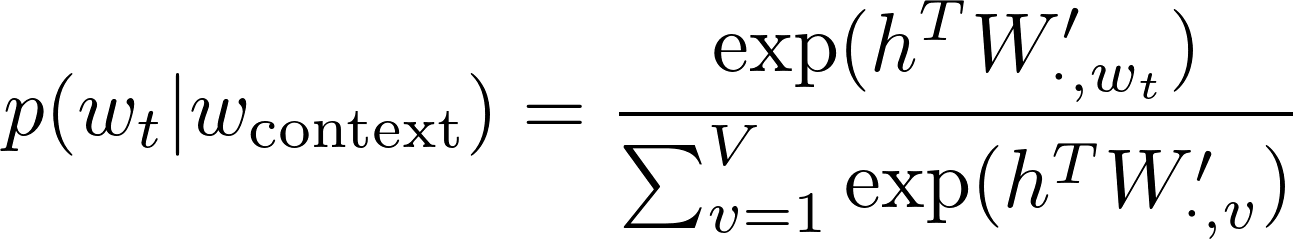 p(w_t|w_context) = exp(h^T W′_{·,w_t}) / ∑_{v=1}^{V} exp(h^T W′_{·,v})